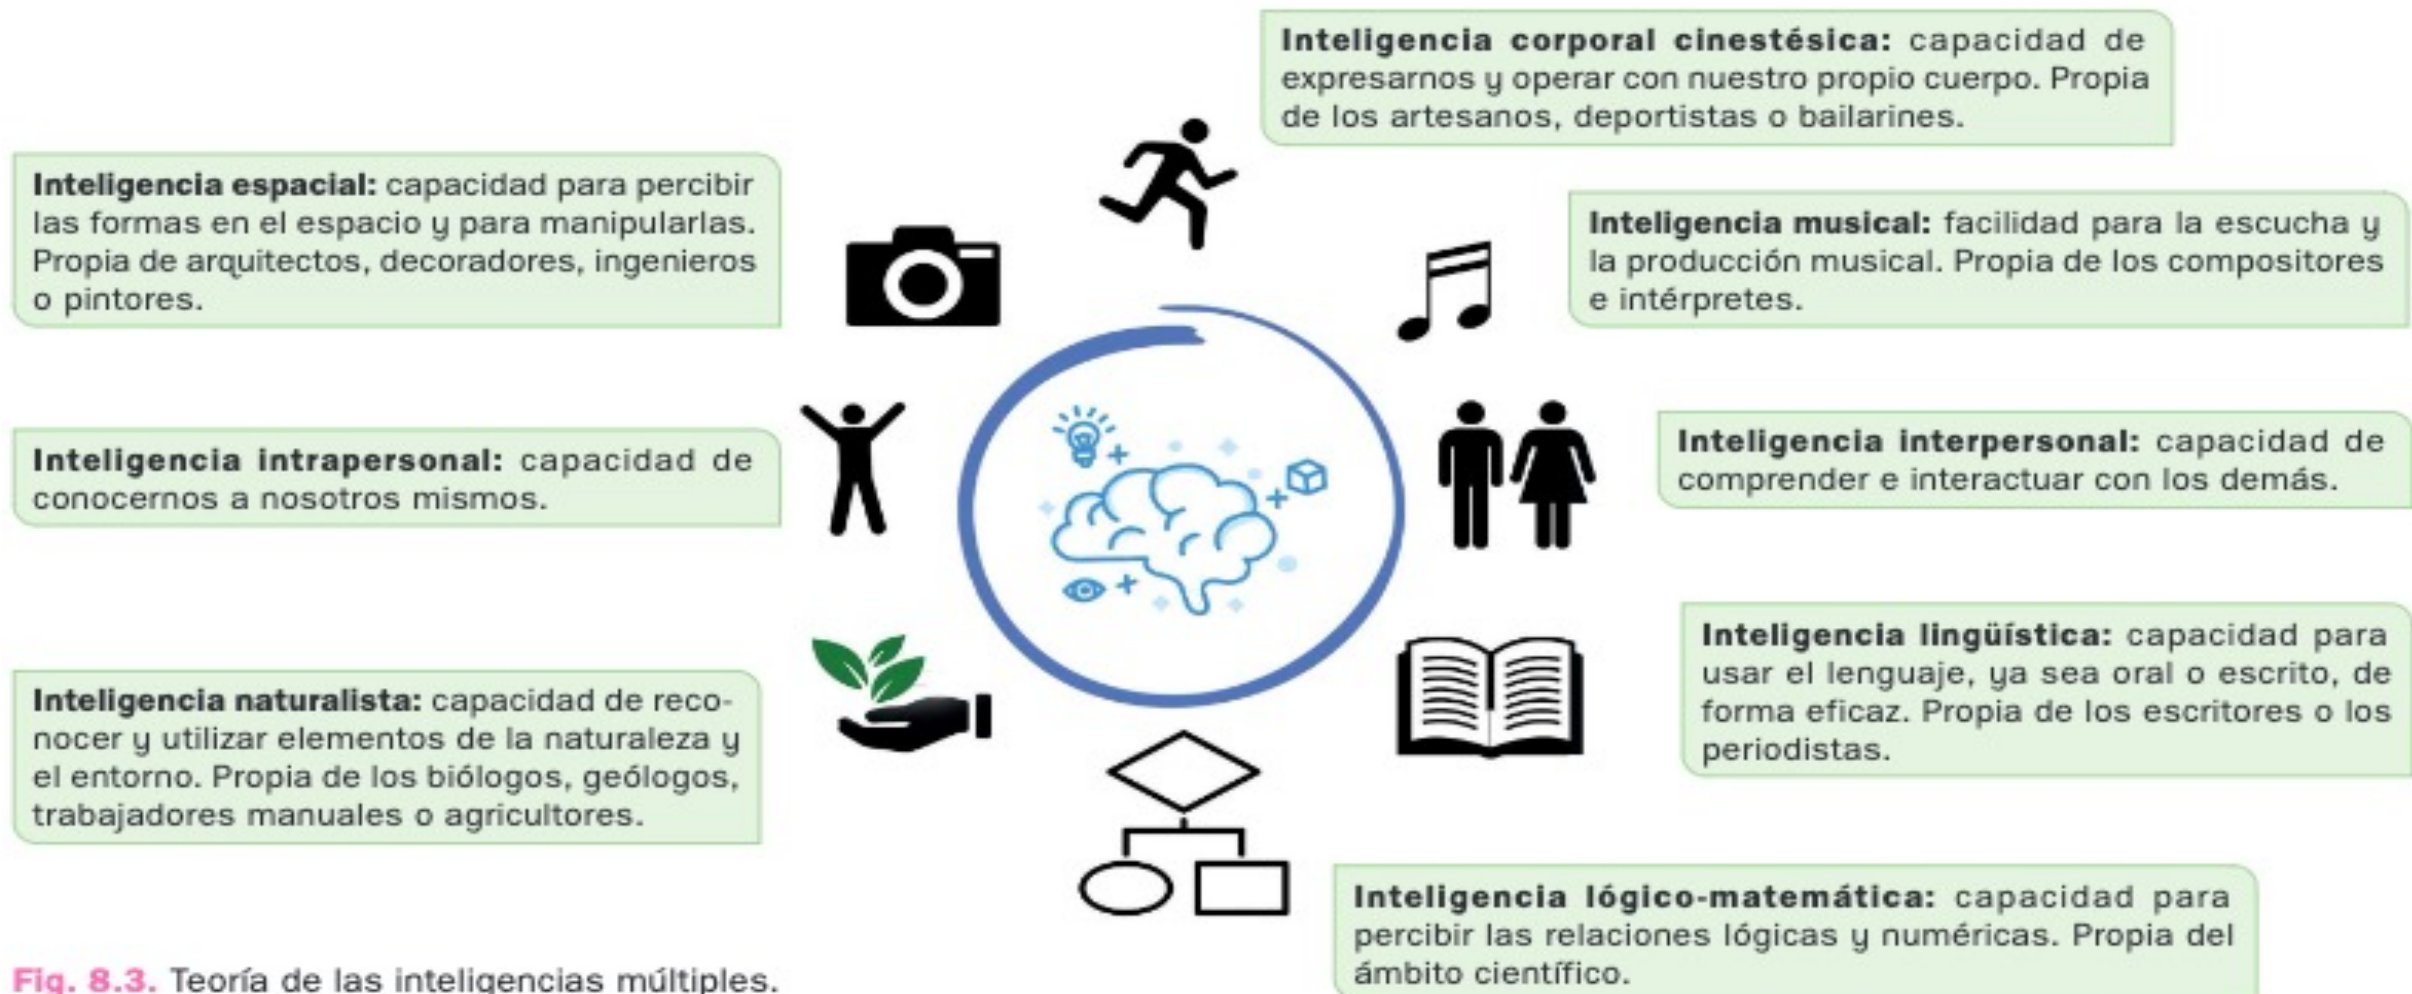 Inteligencia corporal cinestésica: capacidad de
expresarnos y operar con nuestro propio cuerpo. Propia
de los artesanos, deportistas o bailarines.
Inteligencia espacial: capacidad para percibir
las formas en el espacio y para manipularlas.
Propia de arquitectos, decoradores, ingenieros
o pintores.
Inteligencia musical: facilidad para la escucha y
la producción musical. Propia de los compositores
e intérpretes.
Inteligencia intrapersonal: capacidad de
conocernos a nosotros mismos.
Inteligencia interpersonal: capacidad de
comprender e interactuar con los demás.
Inteligencia naturalista: capacidad de reco-
nocer y utilizar elementos de la naturaleza y
el entorno. Propia de los biólogos, geólogos,
trabajadores manuales o agricultores.
Inteligencia lingüística: capacidad para
usar el lenguaje, ya sea oral o escrito, de
forma eficaz. Propia de los escritores o los
periodistas.
Inteligencia lógico-matemática: capacidad para
percibir las relaciones lógicas y numéricas. Propia del
ámbito científico.
Fig. 8.3. Teoría de las inteligencias múltiples.